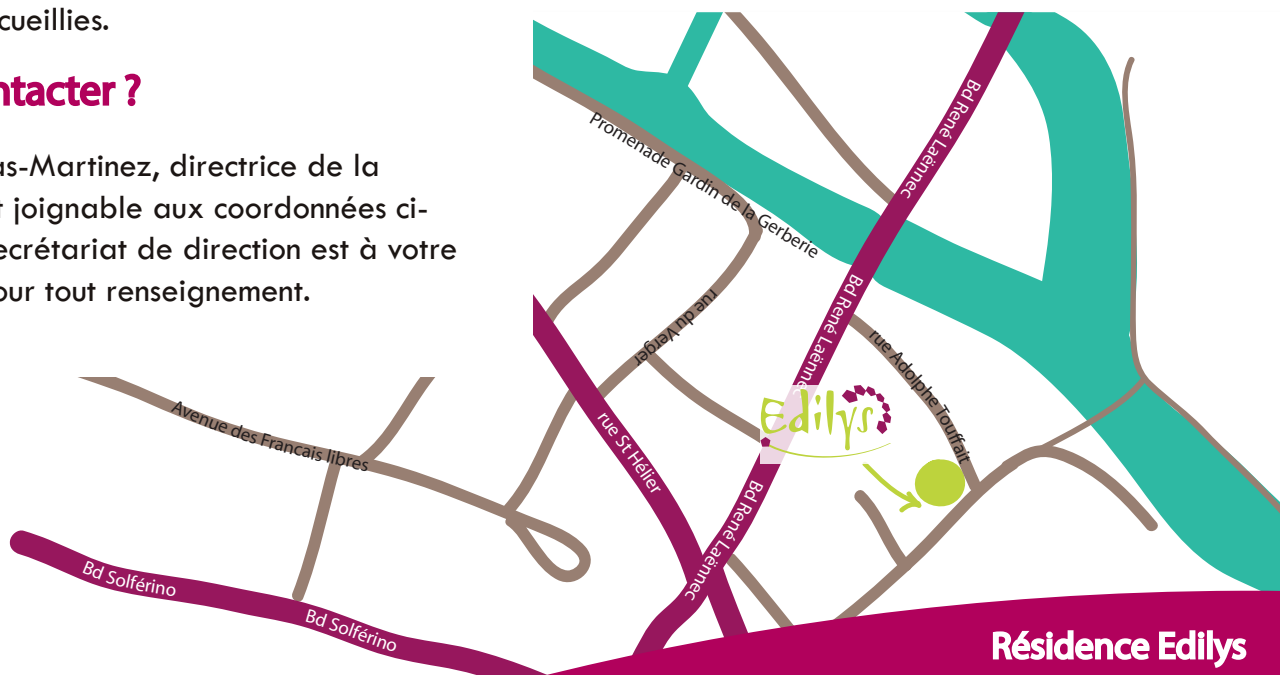 cueillies.
ntacter ?
as-Martinez, directrice de la
t joignable aux coordonnées ci-
ecrétariat de direction est à votre
our tout renseignement.
Bd René Laënnec
Promenade Gardin de la Gerberie
Bd René Laënnec
rue du Verger
rue Adolphe Touffait
Edilys
Avenue des Francais libres
rue St Hélier
Bd René Laënnec
Bd Solférino
Bd Solférino
Résidence Edilys